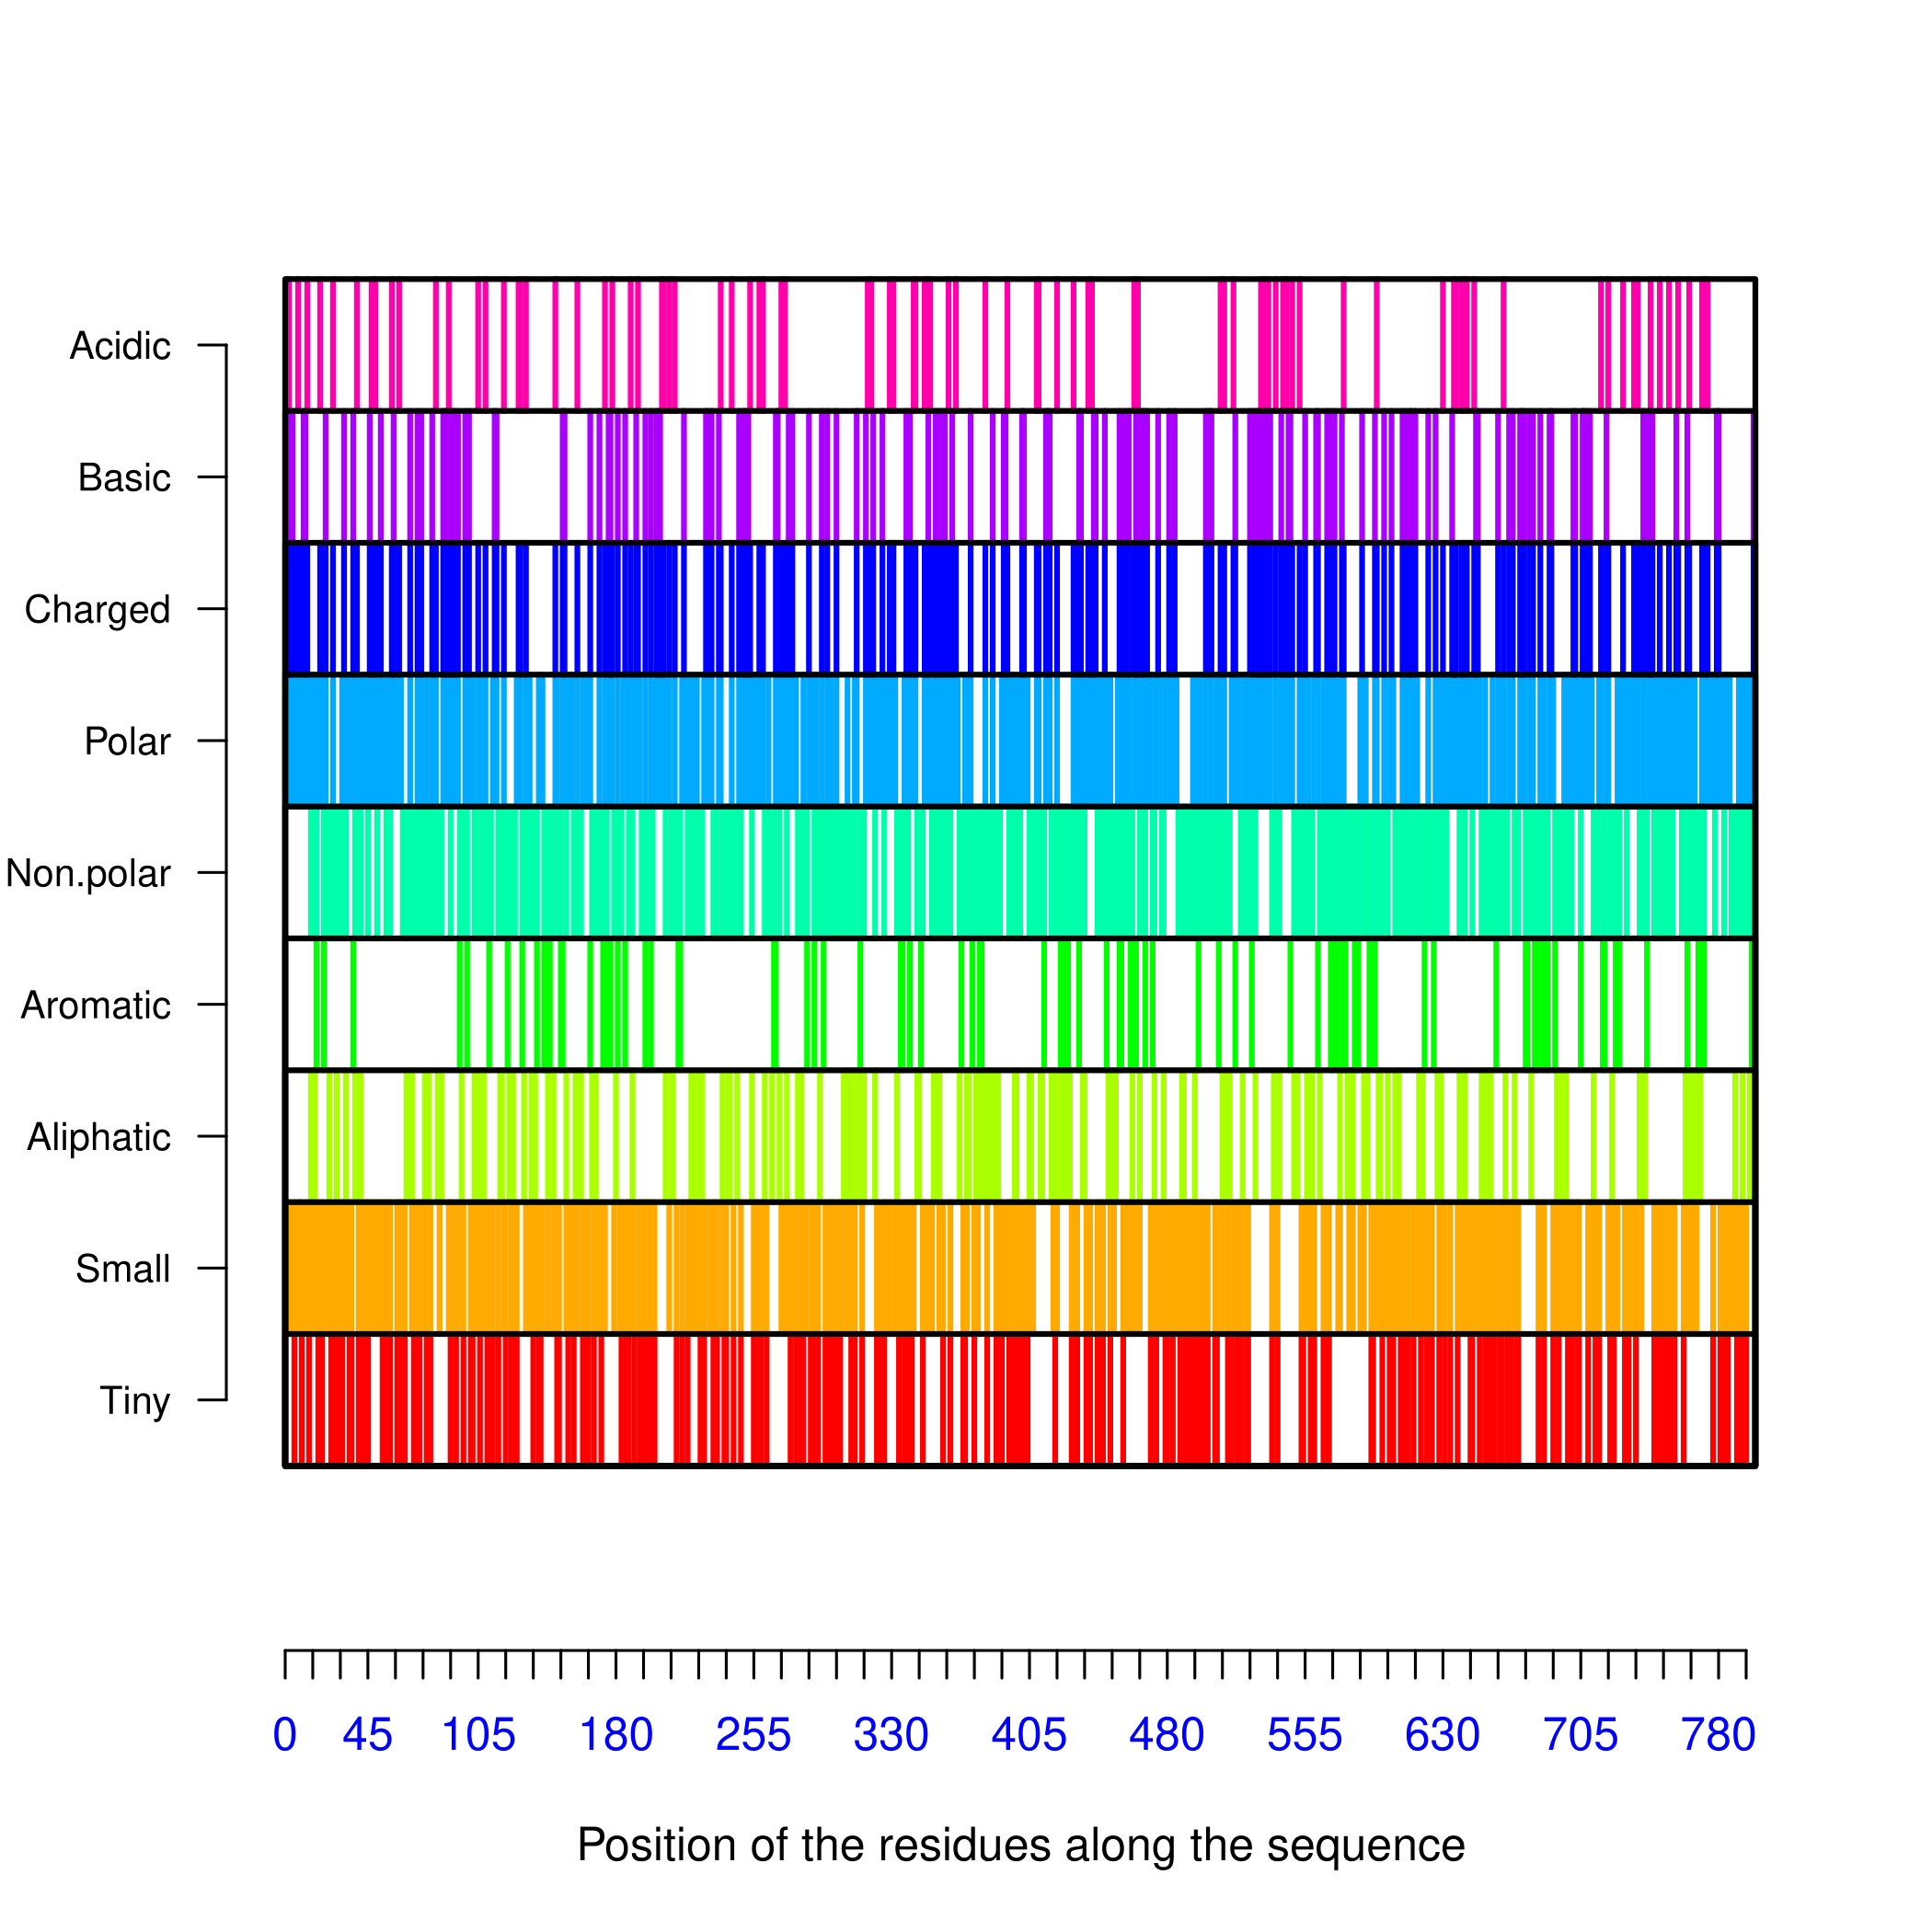 Acidic
Basic
Charged
Polar
Non.polar
Aromatic
Aliphatic
Small
Tiny
0 45 105 180 255 330 405 480 555 630 705 780
Position of the residues along the sequence